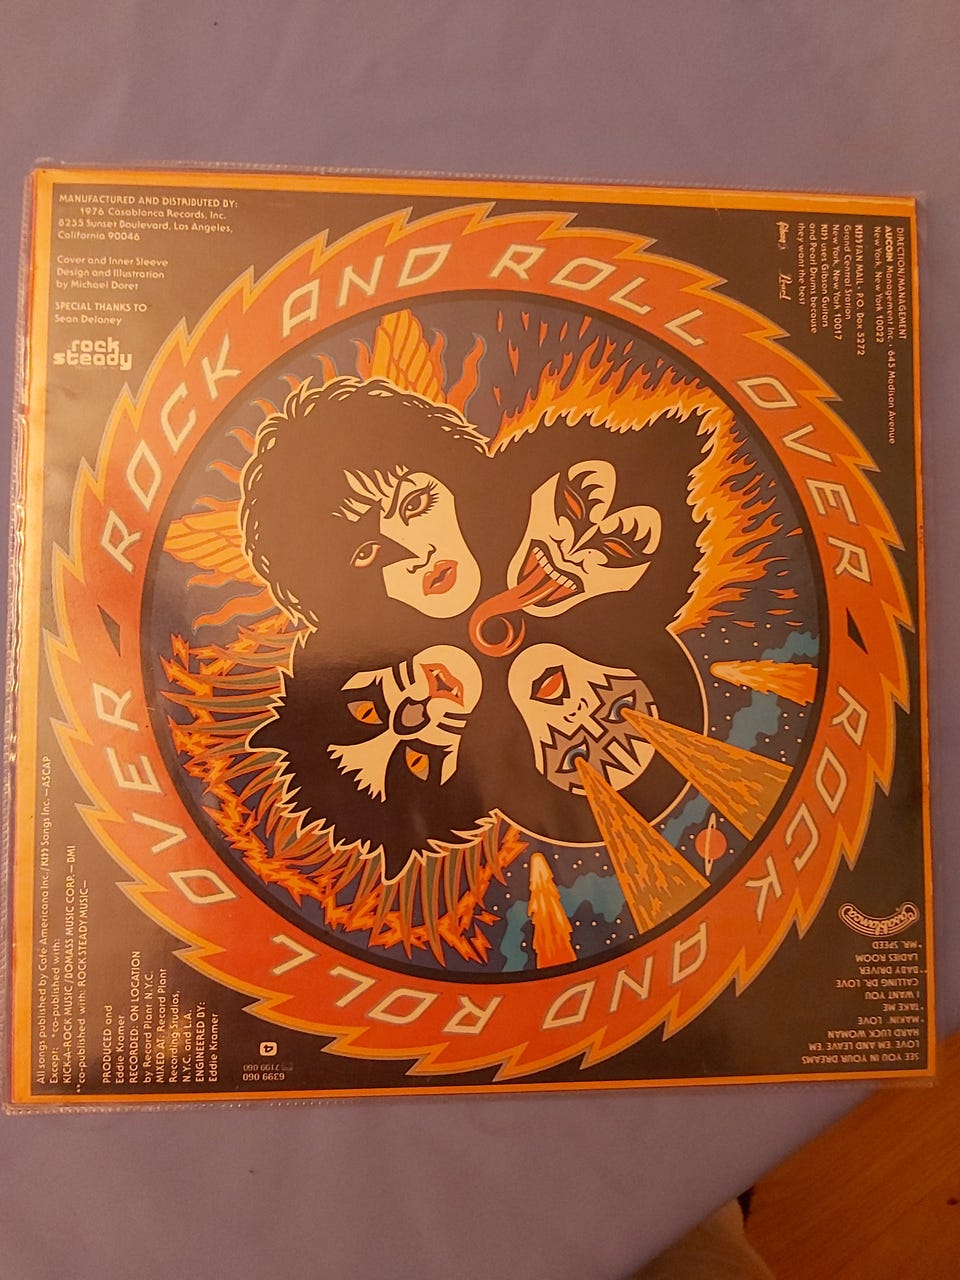 MANUFACTURED AND DISTRIBUTED BY:
1976 Casablanca Records, Inc.
8255 Sunset Boulevard, Los Angeles,
California 90046
Cover and Inner Sleeve
Design and Illustration
by Michael Doret
SPECIAL THANKS TO
Sean Delaney
rock
steady
DIRECTION/MANAGEMENT
AUCOIN Management Inc. • 645 Madison Avenue
New York, New York 10022
KISS FAN MAIL • P.O. Box 5272
Grand Central Station
New York, New York 10017
KISS uses Gibson Guitars
and Pearl Drums because
they want the best
Gibson
Pearl
ROCK AND ROLL OVER
ROCK AND ROLL OVER
All songs published by Cafe Americana Inc./KISS Songs Inc.—ASCAP
Except: *co-published with:
KICK-A-ROCK MUSIC/MOMASS MUSIC CORP.—BMI
**co-published with: ROCK STEADY MUSIC—
PRODUCED and
Eddie Kramer
RECORDED: ON LOCATION
by Record Plant N.Y.C.
MIXED AT: Record Plant
Recording Studios,
N.Y.C. and L.A.
ENGINEERED BY:
Eddie Kramer
6399 060
7199 060
4
SEE YOU IN YOUR DREAMS
LOVE 'EM AND LEAVE 'EM
HARD LUCK WOMAN
*MAKIN' LOVE
*TAKE ME
I WANT YOU
CALLING DR. LOVE
**BABY DRIVER
LADIES ROOM
*MR. SPEED
Casablanca